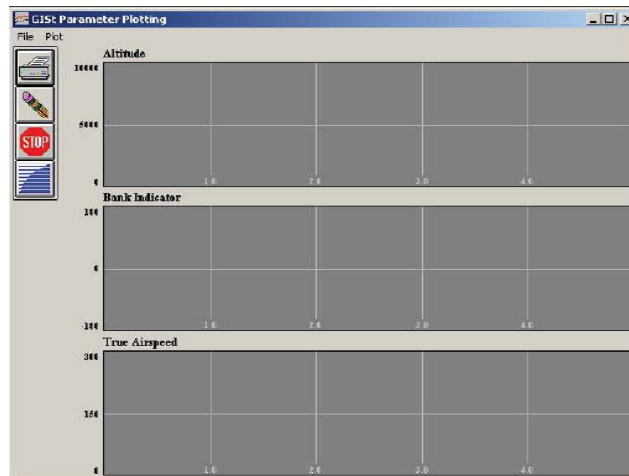 GISt Parameter Plotting
File Plot
Altitude
10000
5000
0
1.0 2.0 3.0 4.0
STOP
Bank Indicator
180
0
-180
1.0 2.0 3.0 4.0
True Airspeed
300
150
0
1.0 2.0 3.0 4.0